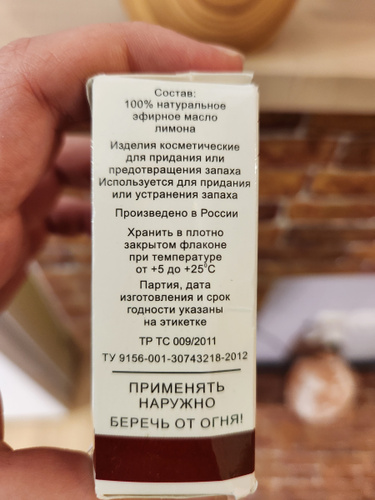 Состав:
100% натуральное
эфирное масло
лимона
Изделия косметические
для придания или
предотвращения запаха
Используется для придания
или устранения запаха
Произведено в России
Хранить в плотно
закрытом флаконе
при температуре
от +5 до +25°С
Партия, дата
изготовления и срок
годности указаны
на этикетке
ТР ТС 009/2011
ТУ 9156-001-30743218-2012
ПРИМЕНЯТЬ
НАРУЖНО
БЕРЕЧЬ ОТ ОГНЯ!